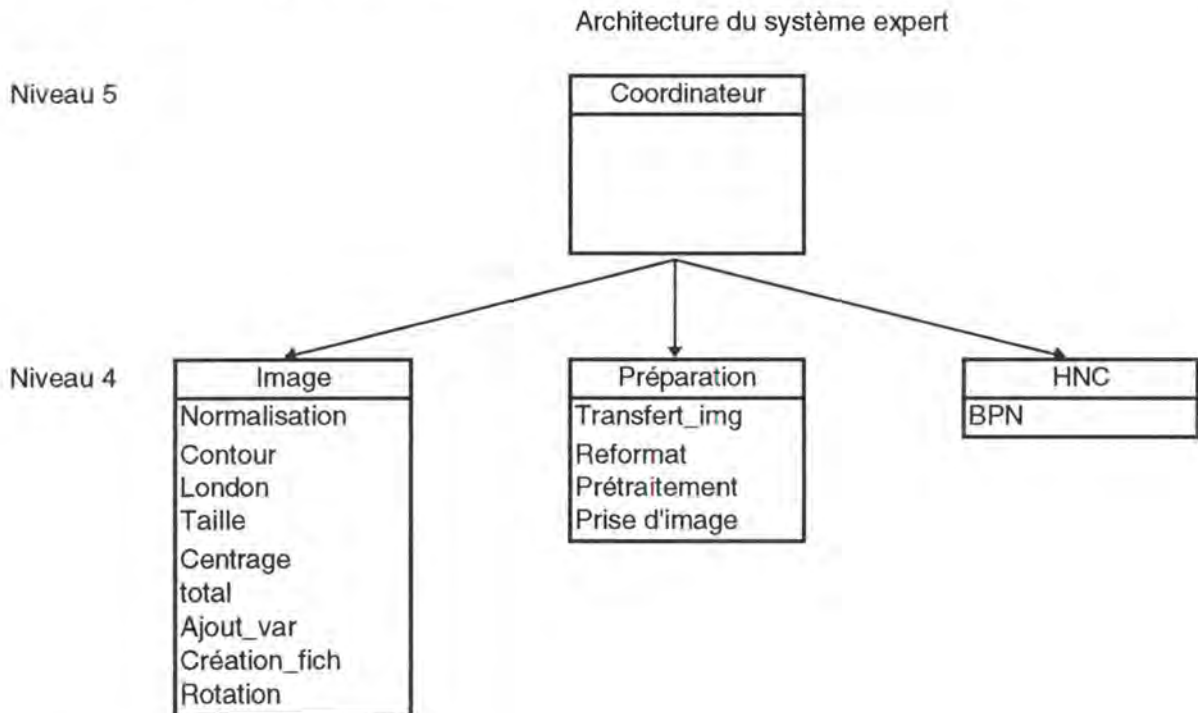 Architecture du système expert
Niveau 5
Coordinateur
Niveau 4
Image
Normalisation
Contour
London
Taille
Centrage
total
Ajout_var
Création_fich
Rotation
Préparation
Transfert_img
Reformat
Prétraitement
Prise d'image
HNC
BPN